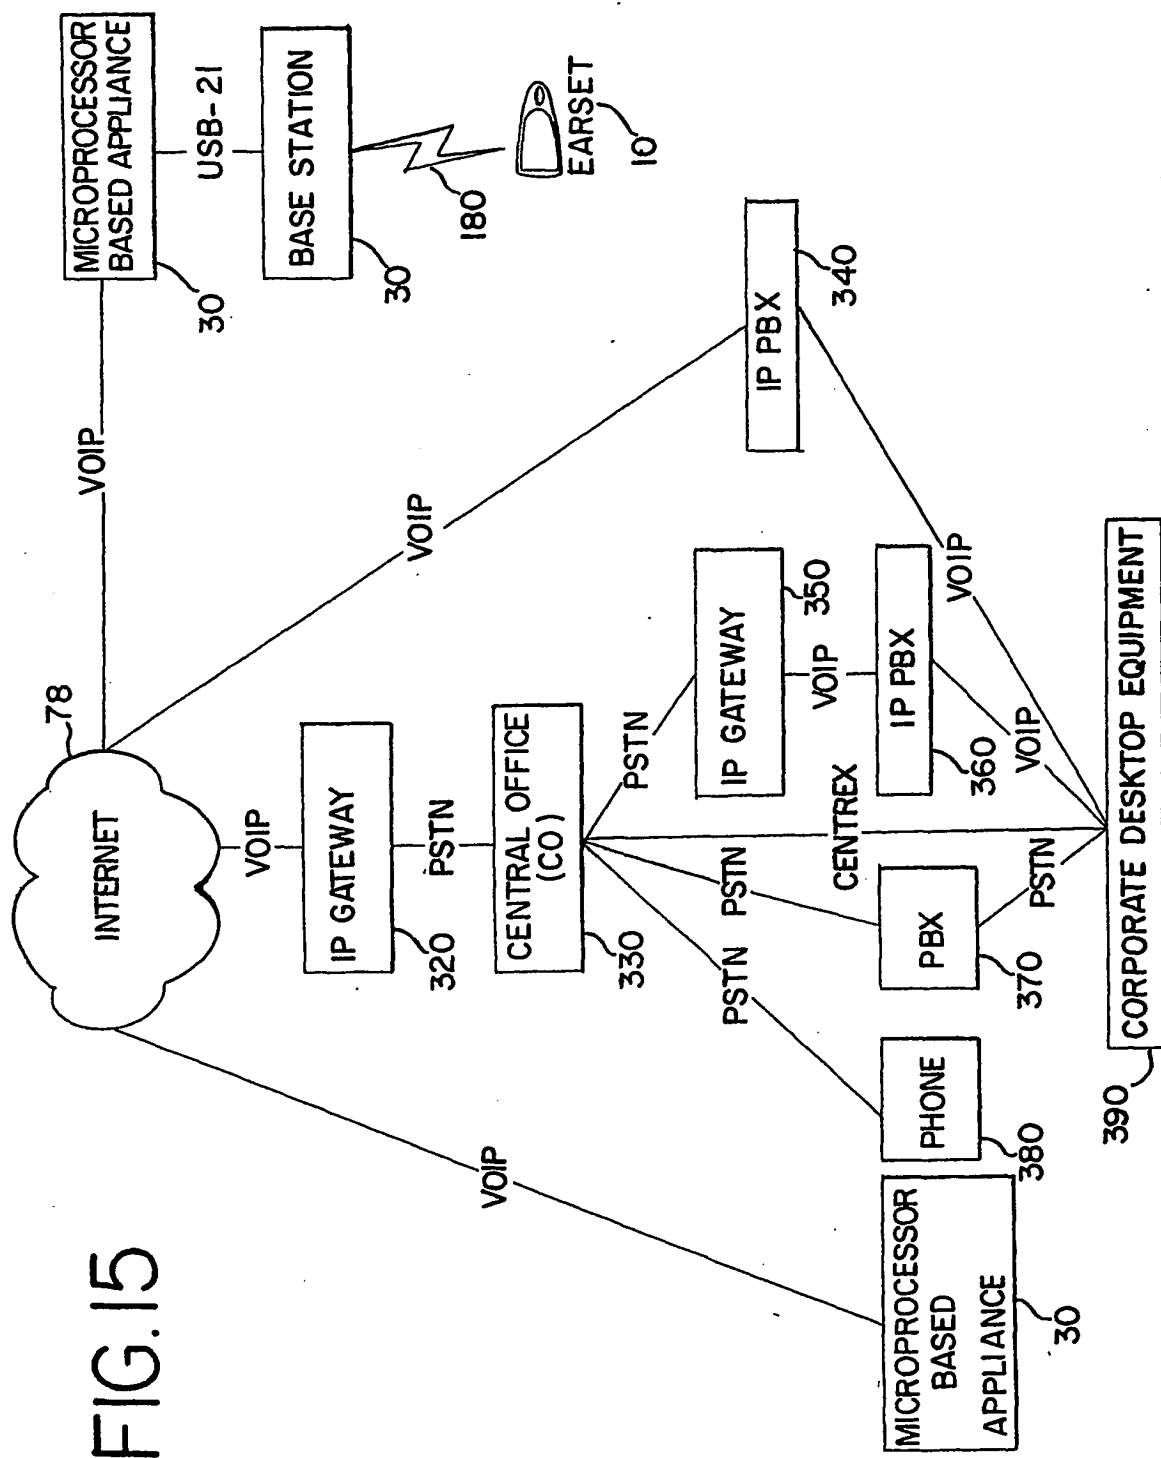 FIG. 15
INTERNET
78
VOIP
MICROPROCESSOR
BASED APPLIANCE
30
USB-21
BASE STATION
30
180
EARSET
10
VOIP
IP GATEWAY
320
PSTN
CENTRAL OFFICE
(CO)
330
VOIP
IP PBX
340
VOIP
PSTN
IP GATEWAY
350
VOIP
IP PBX
360
VOIP
CENTREX
PSTN
PBX
370
PSTN
PSTN
PHONE
380
VOIP
MICROPROCESSOR
BASED
APPLIANCE
30
CORPORATE DESKTOP EQUIPMENT
390